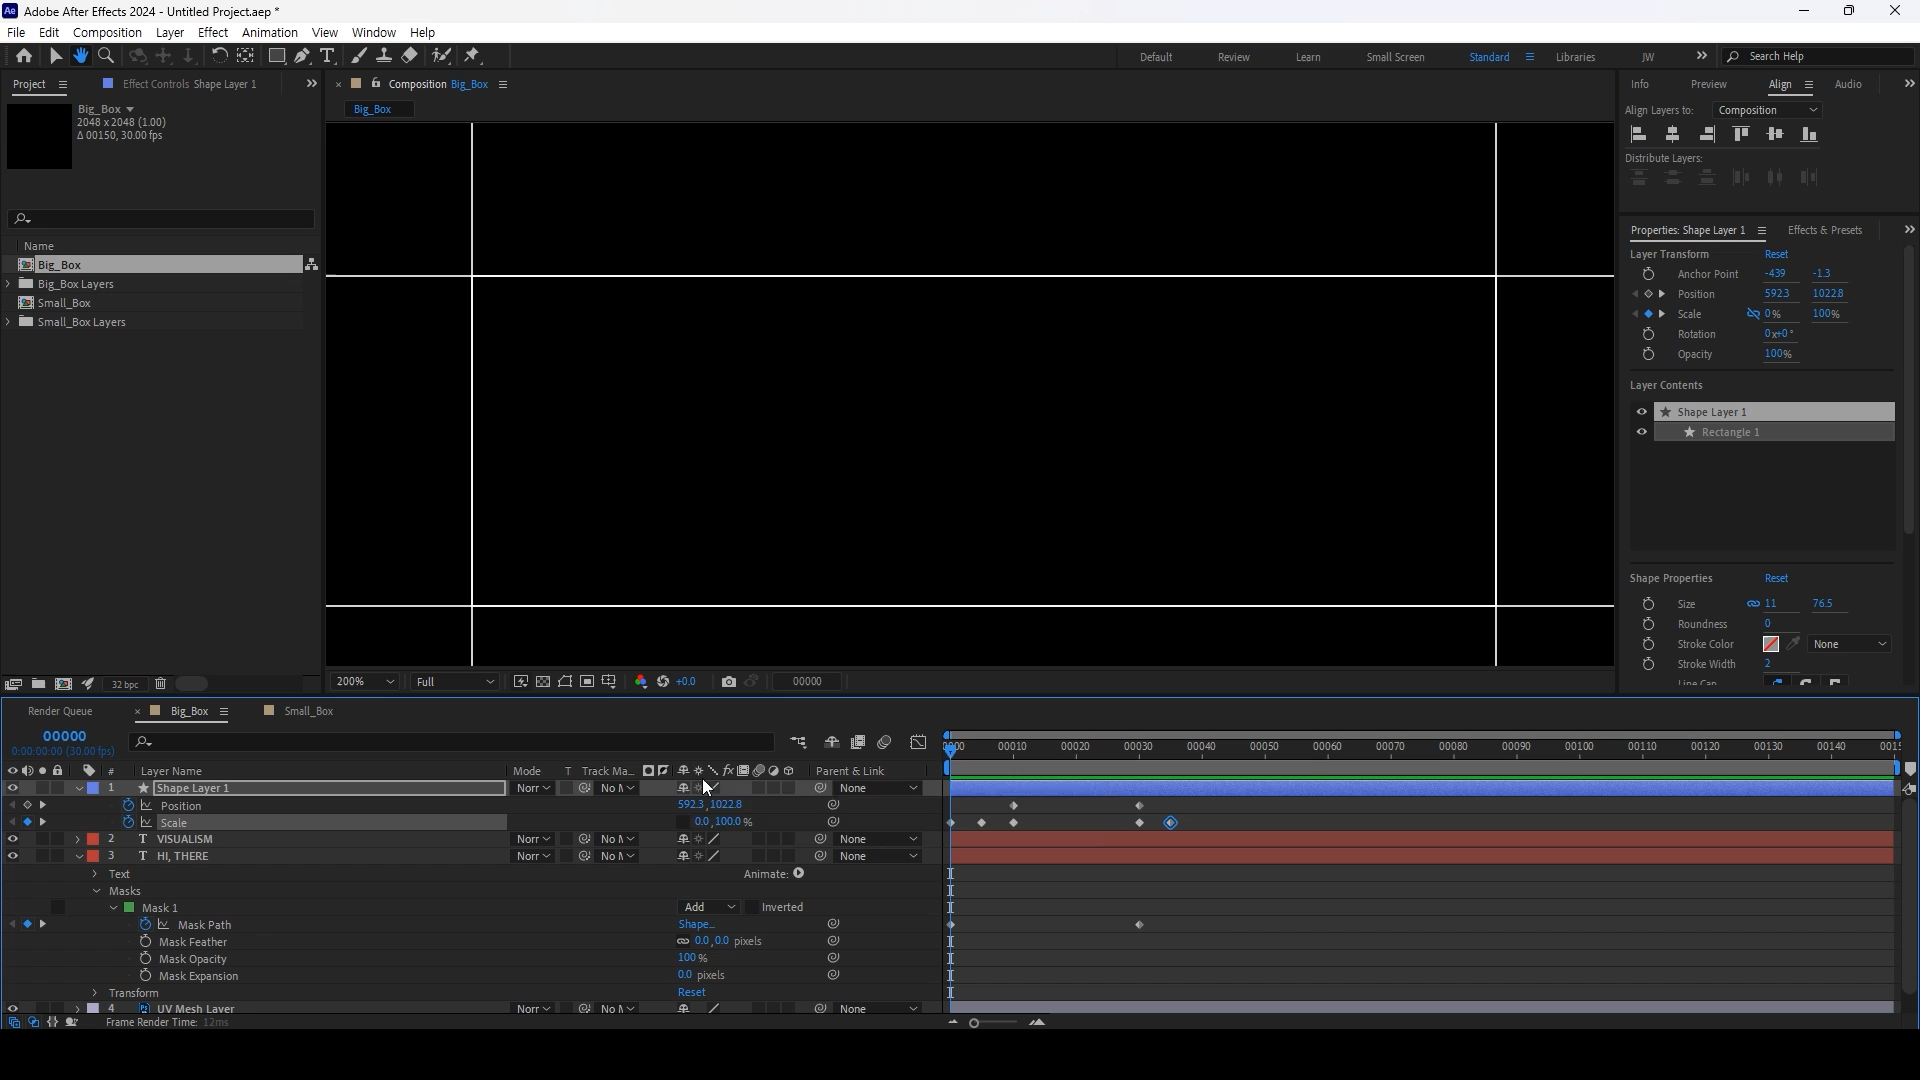 Ae Adobe After Effects 2024 - Untitled Project.aep *
File Edit Composition Layer Effect Animation View Window Help
Default Review Learn Small Screen Standard Libraries JW Search Help
Project Effect Controls Shape Layer 1
Big_Box
2048 x 2048 (1.00)
Δ 00150, 30.00 fps
Name
Big_Box
Big_Box Layers
Small_Box
Small_Box Layers
32 bpc
Composition Big_Box
Big_Box
200% Full +0.0 00000
Info Preview Align Audio
Align Layers to: Composition
Distribute Layers:
Properties: Shape Layer 1 Effects & Presets
Layer Transform Reset
Anchor Point -439 -1.3
Position 592.3 1022.8
Scale 0% 100%
Rotation 0x+0°
Opacity 100%
Layer Contents
Shape Layer 1
Rectangle 1
Shape Properties Reset
Size 11 76.5
Roundness 0
Stroke Color None
Stroke Width 2
Line Cap
Render Queue Big_Box Small_Box
00000
0:00:00:00 (30.00 fps)
00010 00020 00030 00040 00050 00060 00070 00080 00090 00100 00110 00120 00130 00140
# Layer Name Mode T Track Ma... Parent & Link
1 Shape Layer 1 Norr No M None
Position 592.3, 1022.8
Scale 0.0, 100.0 %
2 T VISUALISM Norr No M None
3 T HI, THERE Norr No M None
Text Animate:
Masks
Mask 1 Add Inverted
Mask Path Shape...
Mask Feather 0.0, 0.0 pixels
Mask Opacity 100 %
Mask Expansion 0.0 pixels
Transform Reset
4 Ps UV Mesh Layer Norr No M None
Frame Render Time: 12ms